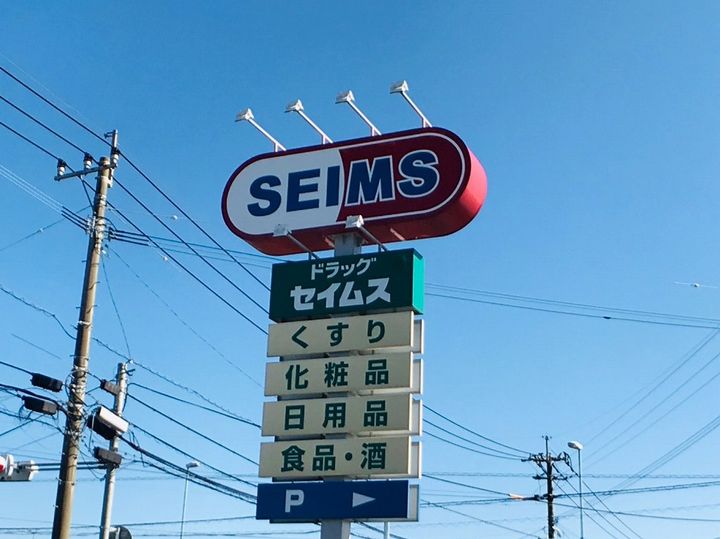 SEIMS
ドラッグ
セイムス
くすり
化粧品
日用品
食品・酒
P